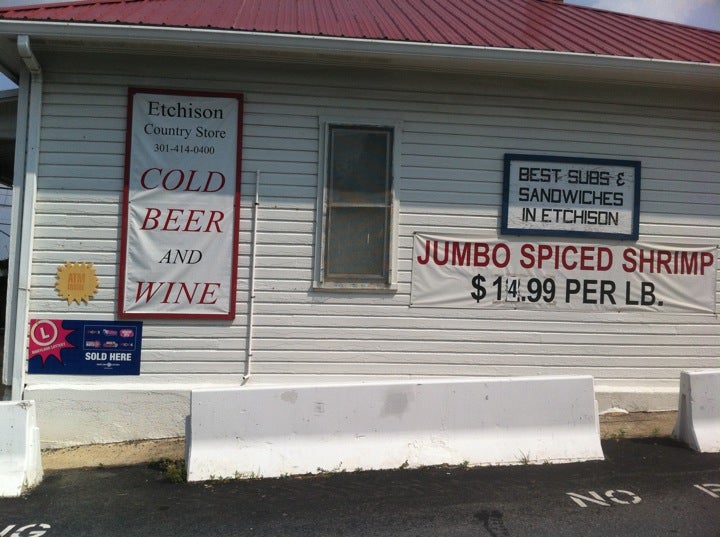 Etchison
Country Store
301-414-0400
COLD
BEER
AND
WINE
BEST SUBS &
SANDWICHES
IN ETCHISON
JUMBO SPICED SHRIMP
$14.99 PER LB.
ATM
L
SOLD HERE
NO